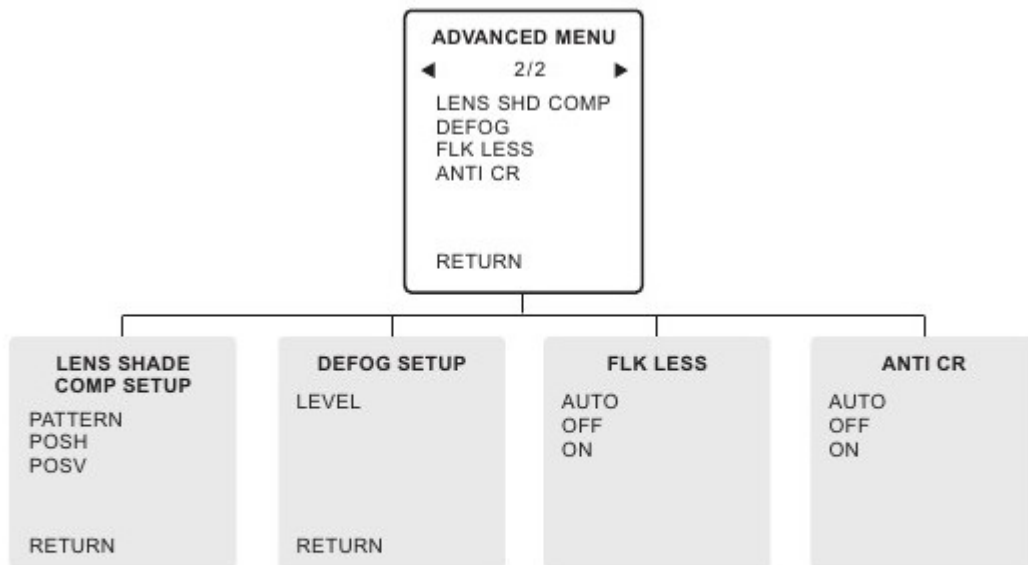 ADVANCED MENU
◀ 2/2 ▶
LENS SHD COMP
DEFOG
FLK LESS
ANTI CR
RETURN
LENS SHADE
COMP SETUP
PATTERN
POSH
POSV
RETURN
DEFOG SETUP
LEVEL
RETURN
FLK LESS
AUTO
OFF
ON
ANTI CR
AUTO
OFF
ON